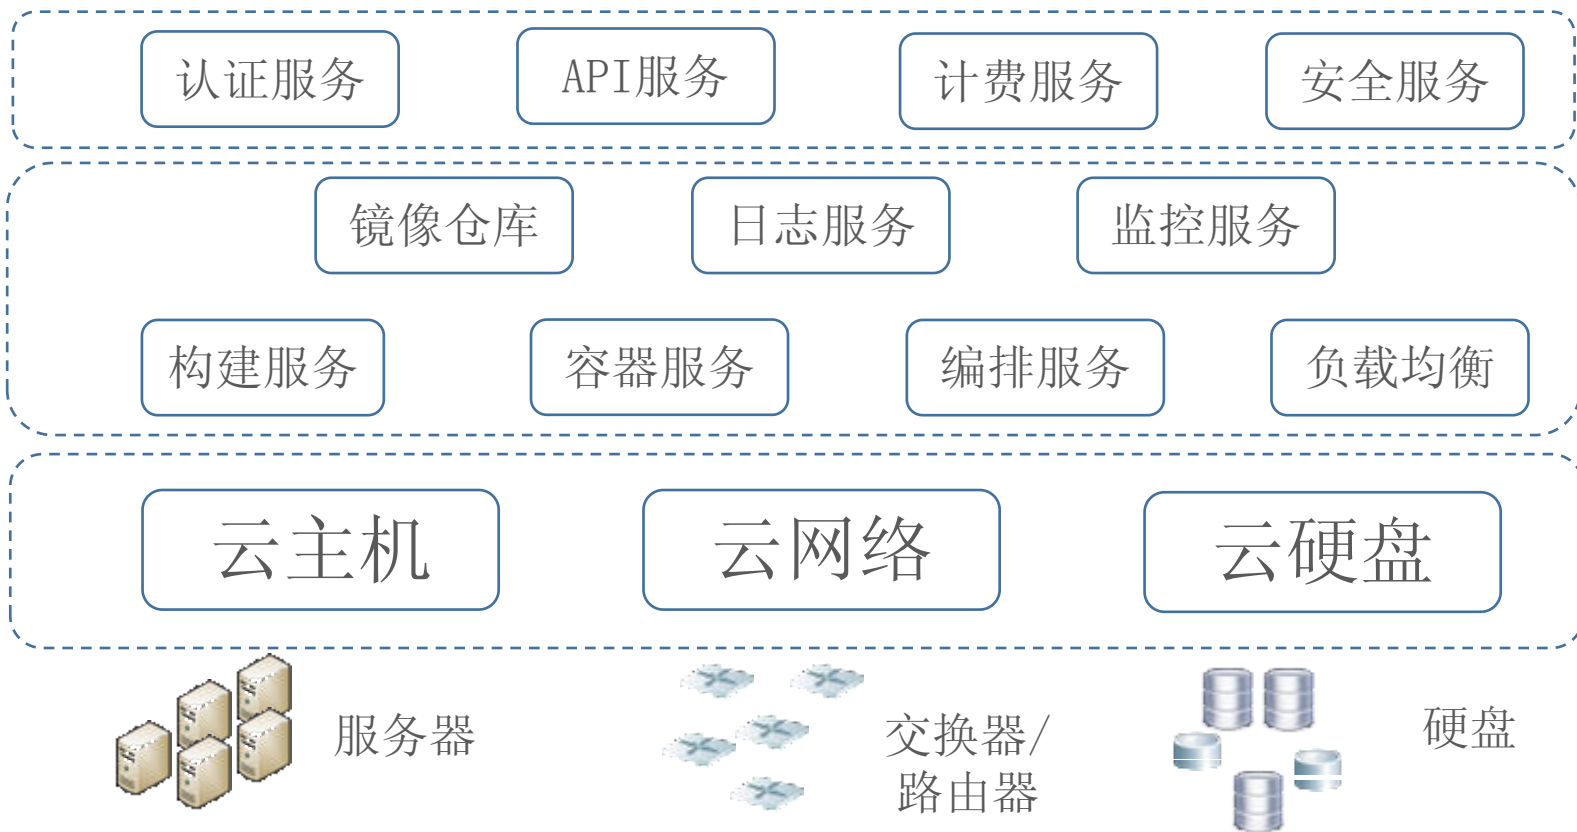 认证服务
API服务
计费服务
安全服务
镜像仓库
日志服务
监控服务
构建服务
容器服务
编排服务
负载均衡
云主机
云网络
云硬盘
服务器
交换器/
路由器
硬盘